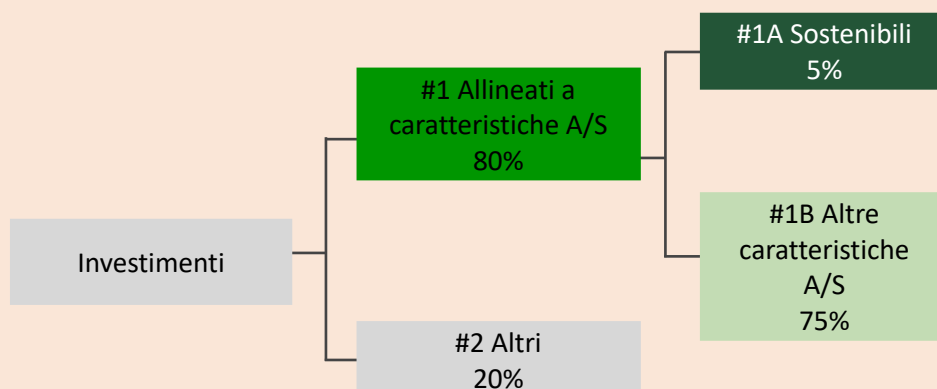 Investimenti
#1 Allineati a
caratteristiche A/S
80%
#2 Altri
20%
#1A Sostenibili
5%
#1B Altre
caratteristiche
A/S
75%